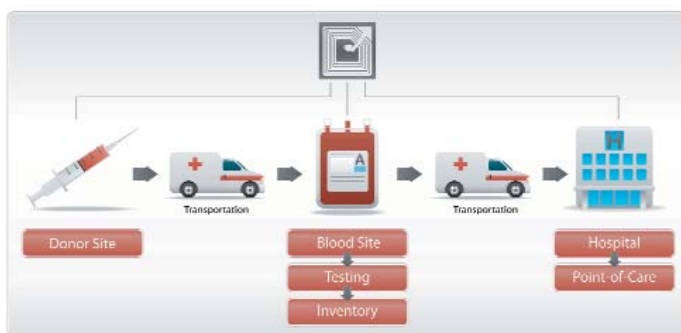 A
H
Transportation
Transportation
Donor Site
Blood Site
Hospital
Testing
Point-of-Care
Inventory